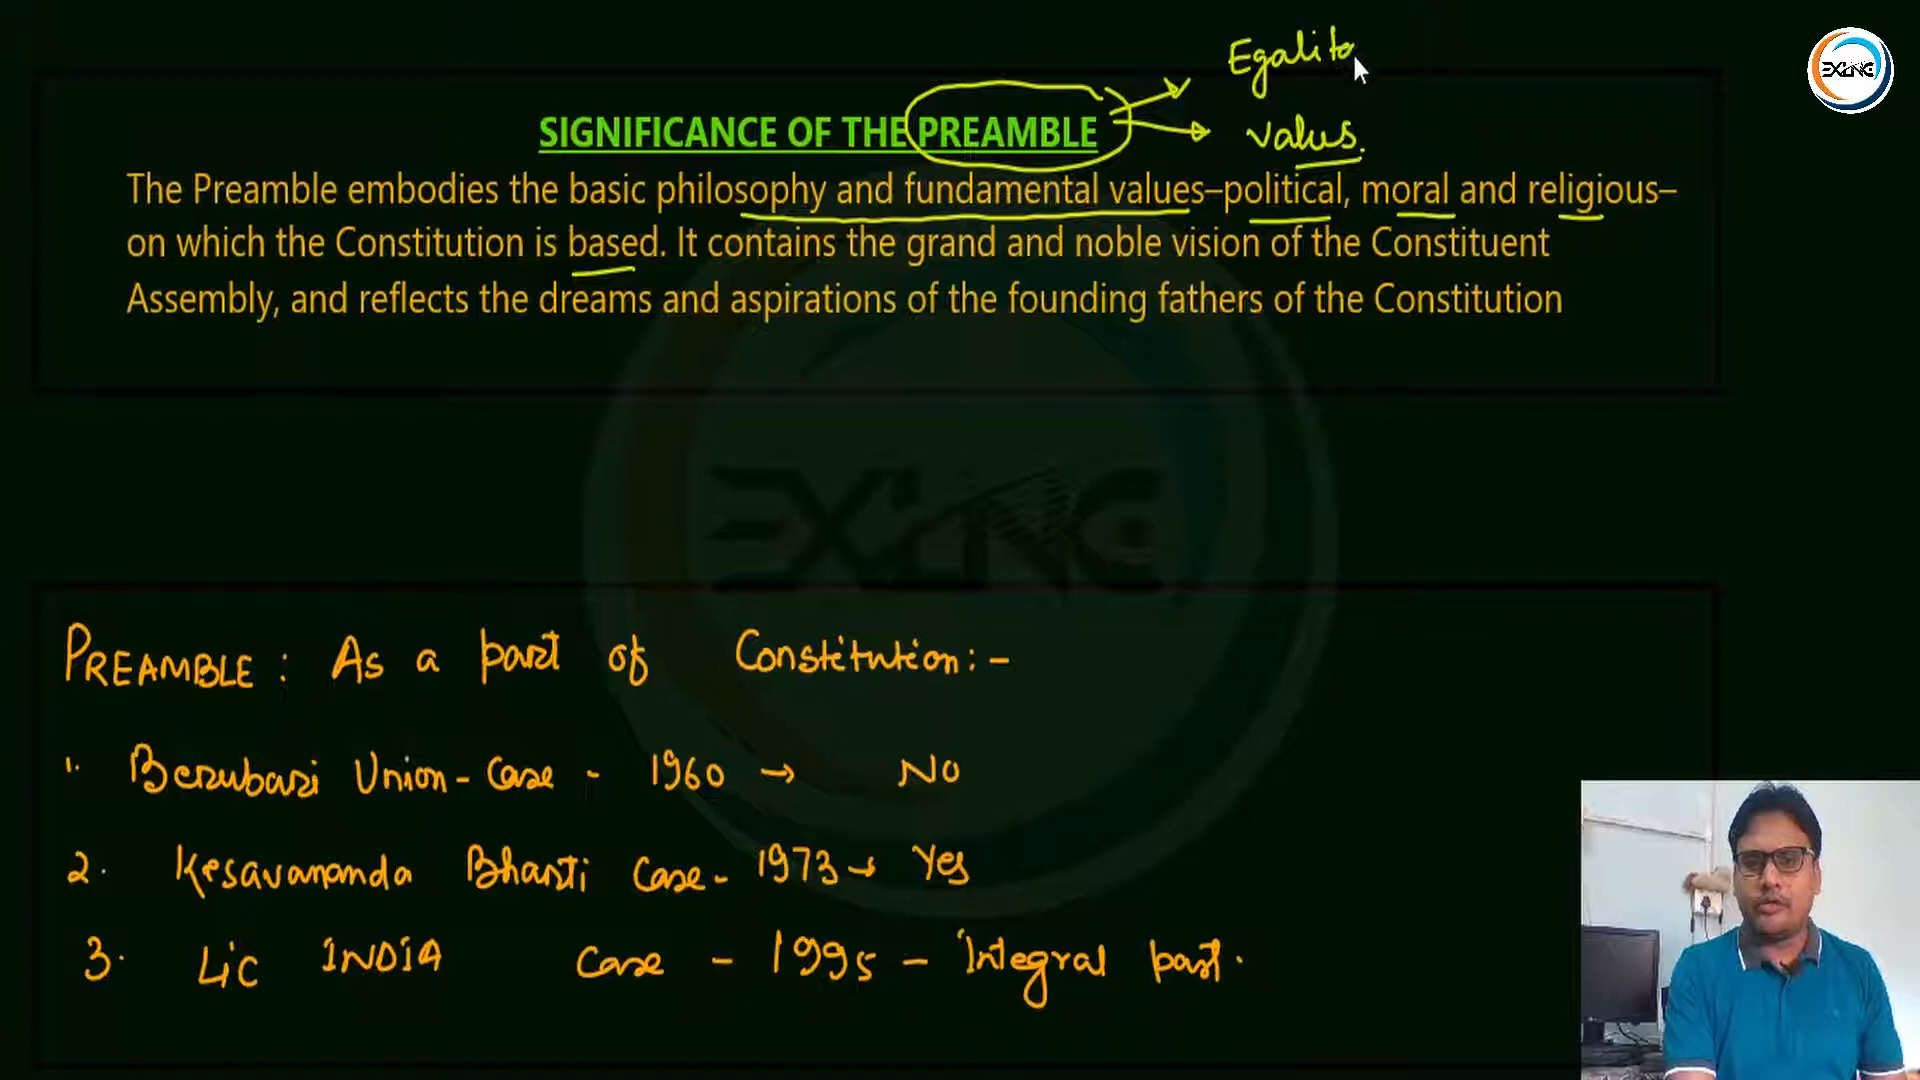 Egalita
EXLNC
SIGNIFICANCE OF THE PREAMBLE
values.
The Preamble embodies the basic philosophy and fundamental values–political, moral and religious–
on which the Constitution is based. It contains the grand and noble vision of the Constituent
Assembly, and reflects the dreams and aspirations of the founding fathers of the Constitution
EXLNC
PREAMBLE: As a part of Constitution:-
1. Berubari Union - Case - 1960 → No
2. Kesavananda Bharti Case - 1973 → Yes
3. LiC INDIA Case - 1995 - Integral part.